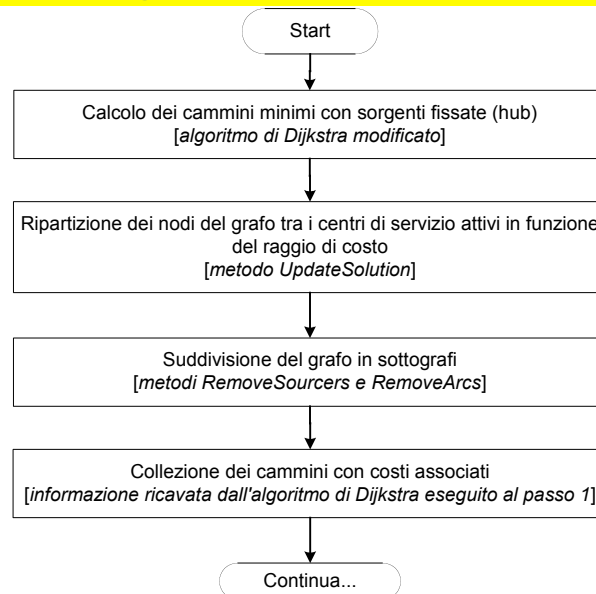 Start
Calcolo dei cammini minimi con sorgenti fissate (hub)
[algoritmo di Dijkstra modificato]
Ripartizione dei nodi del grafo tra i centri di servizio attivi in funzione
del raggio di costo
[metodo UpdateSolution]
Suddivisione del grafo in sottografi
[metodi RemoveSourcers e RemoveArcs]
Collezione dei cammini con costi associati
[informazione ricavata dall'algoritmo di Dijkstra eseguito al passo 1]
Continua...